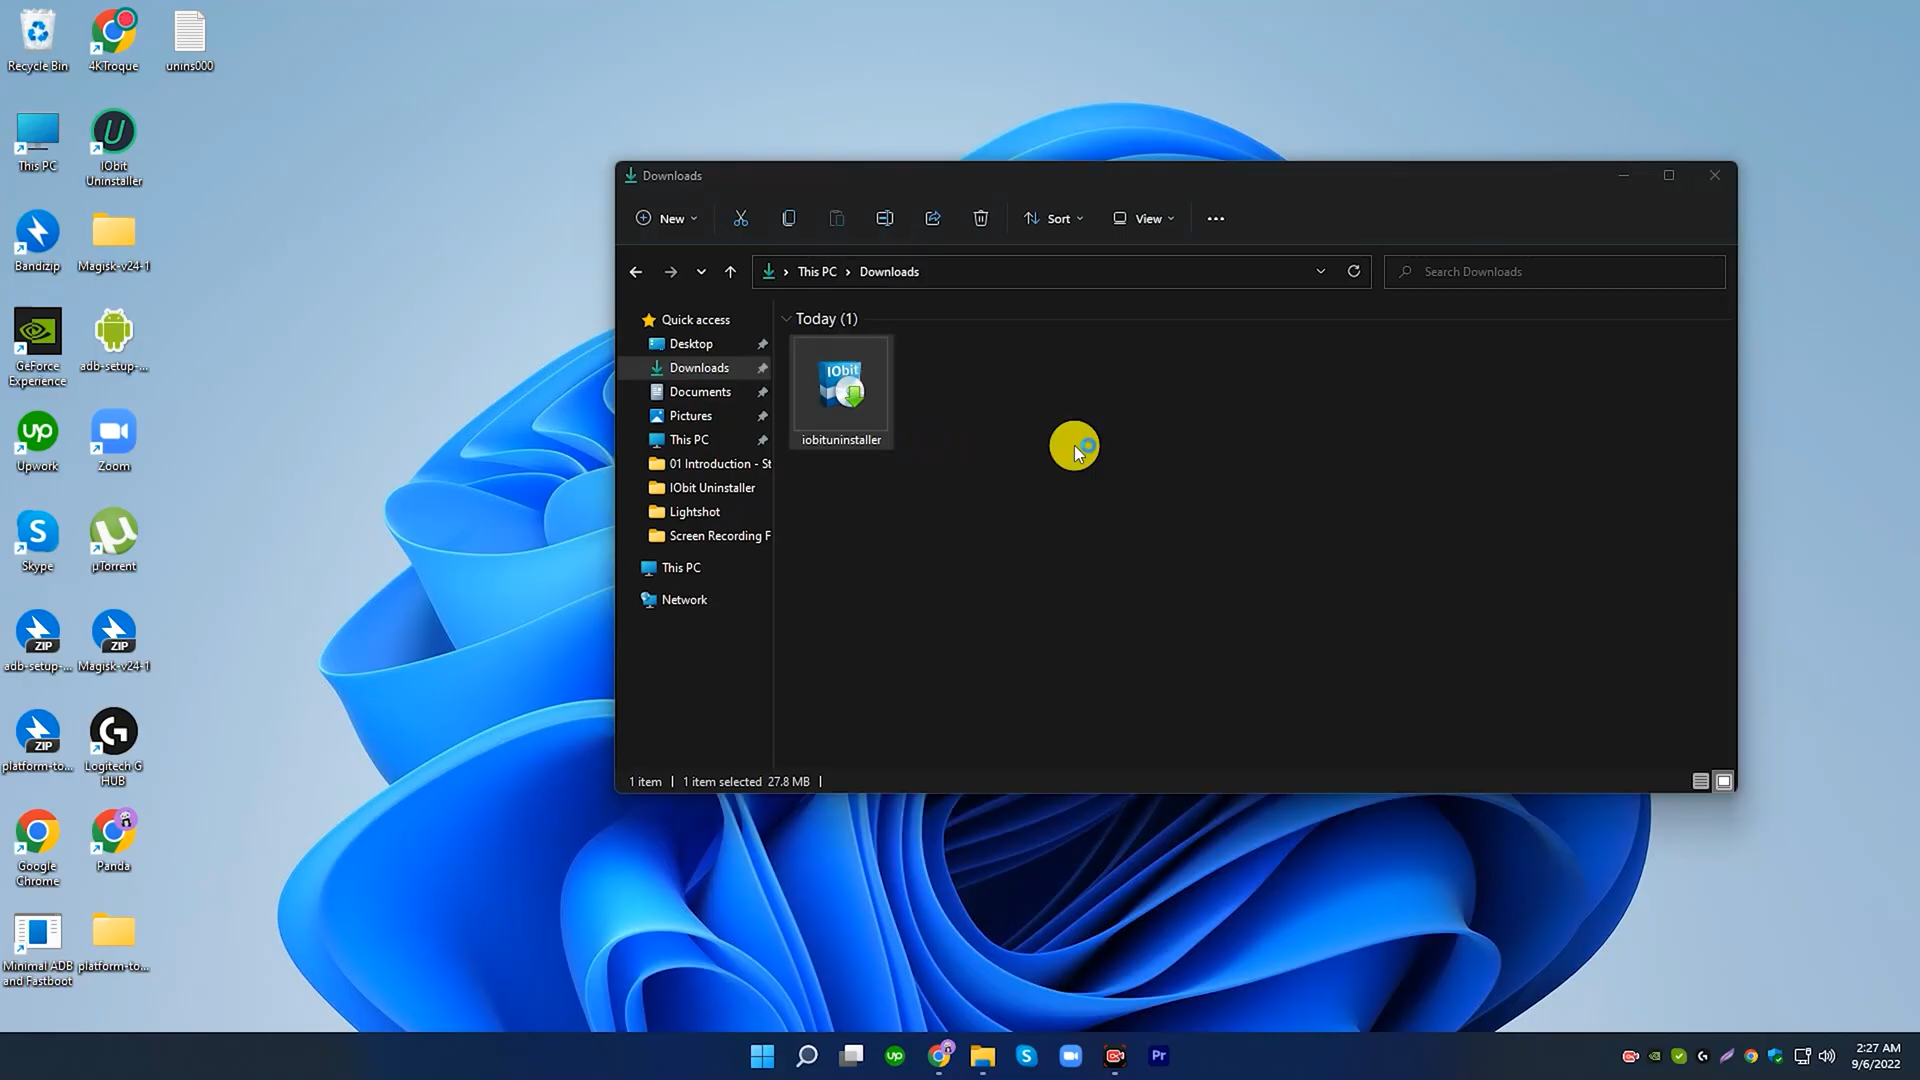 Recycle Bin
4KTroque
unins000
This PC
IObit
Uninstaller
Bandizip
Magisk-v24-1
GeForce
Experience
adb-setup-...
up
Upwork
Zoom
S
Skype
µTorrent
ZIP
adb-setup-...
ZIP
Magisk-v24-1
ZIP
platform-to...
Logitech G
HUB
Google
Chrome
Panda
Minimal ADB
and Fastboot
platform-to...
Downloads
New
Sort
View
This PC
Downloads
Search Downloads
Quick access
Desktop
Downloads
Documents
Pictures
This PC
01 Introduction - St
IObit Uninstaller
Lightshot
Screen Recording F
This PC
Network
Today (1)
IObit
iobituninstaller
1 item
1 item selected 27.8 MB
up
S
Pr
2:27 AM
9/6/2022